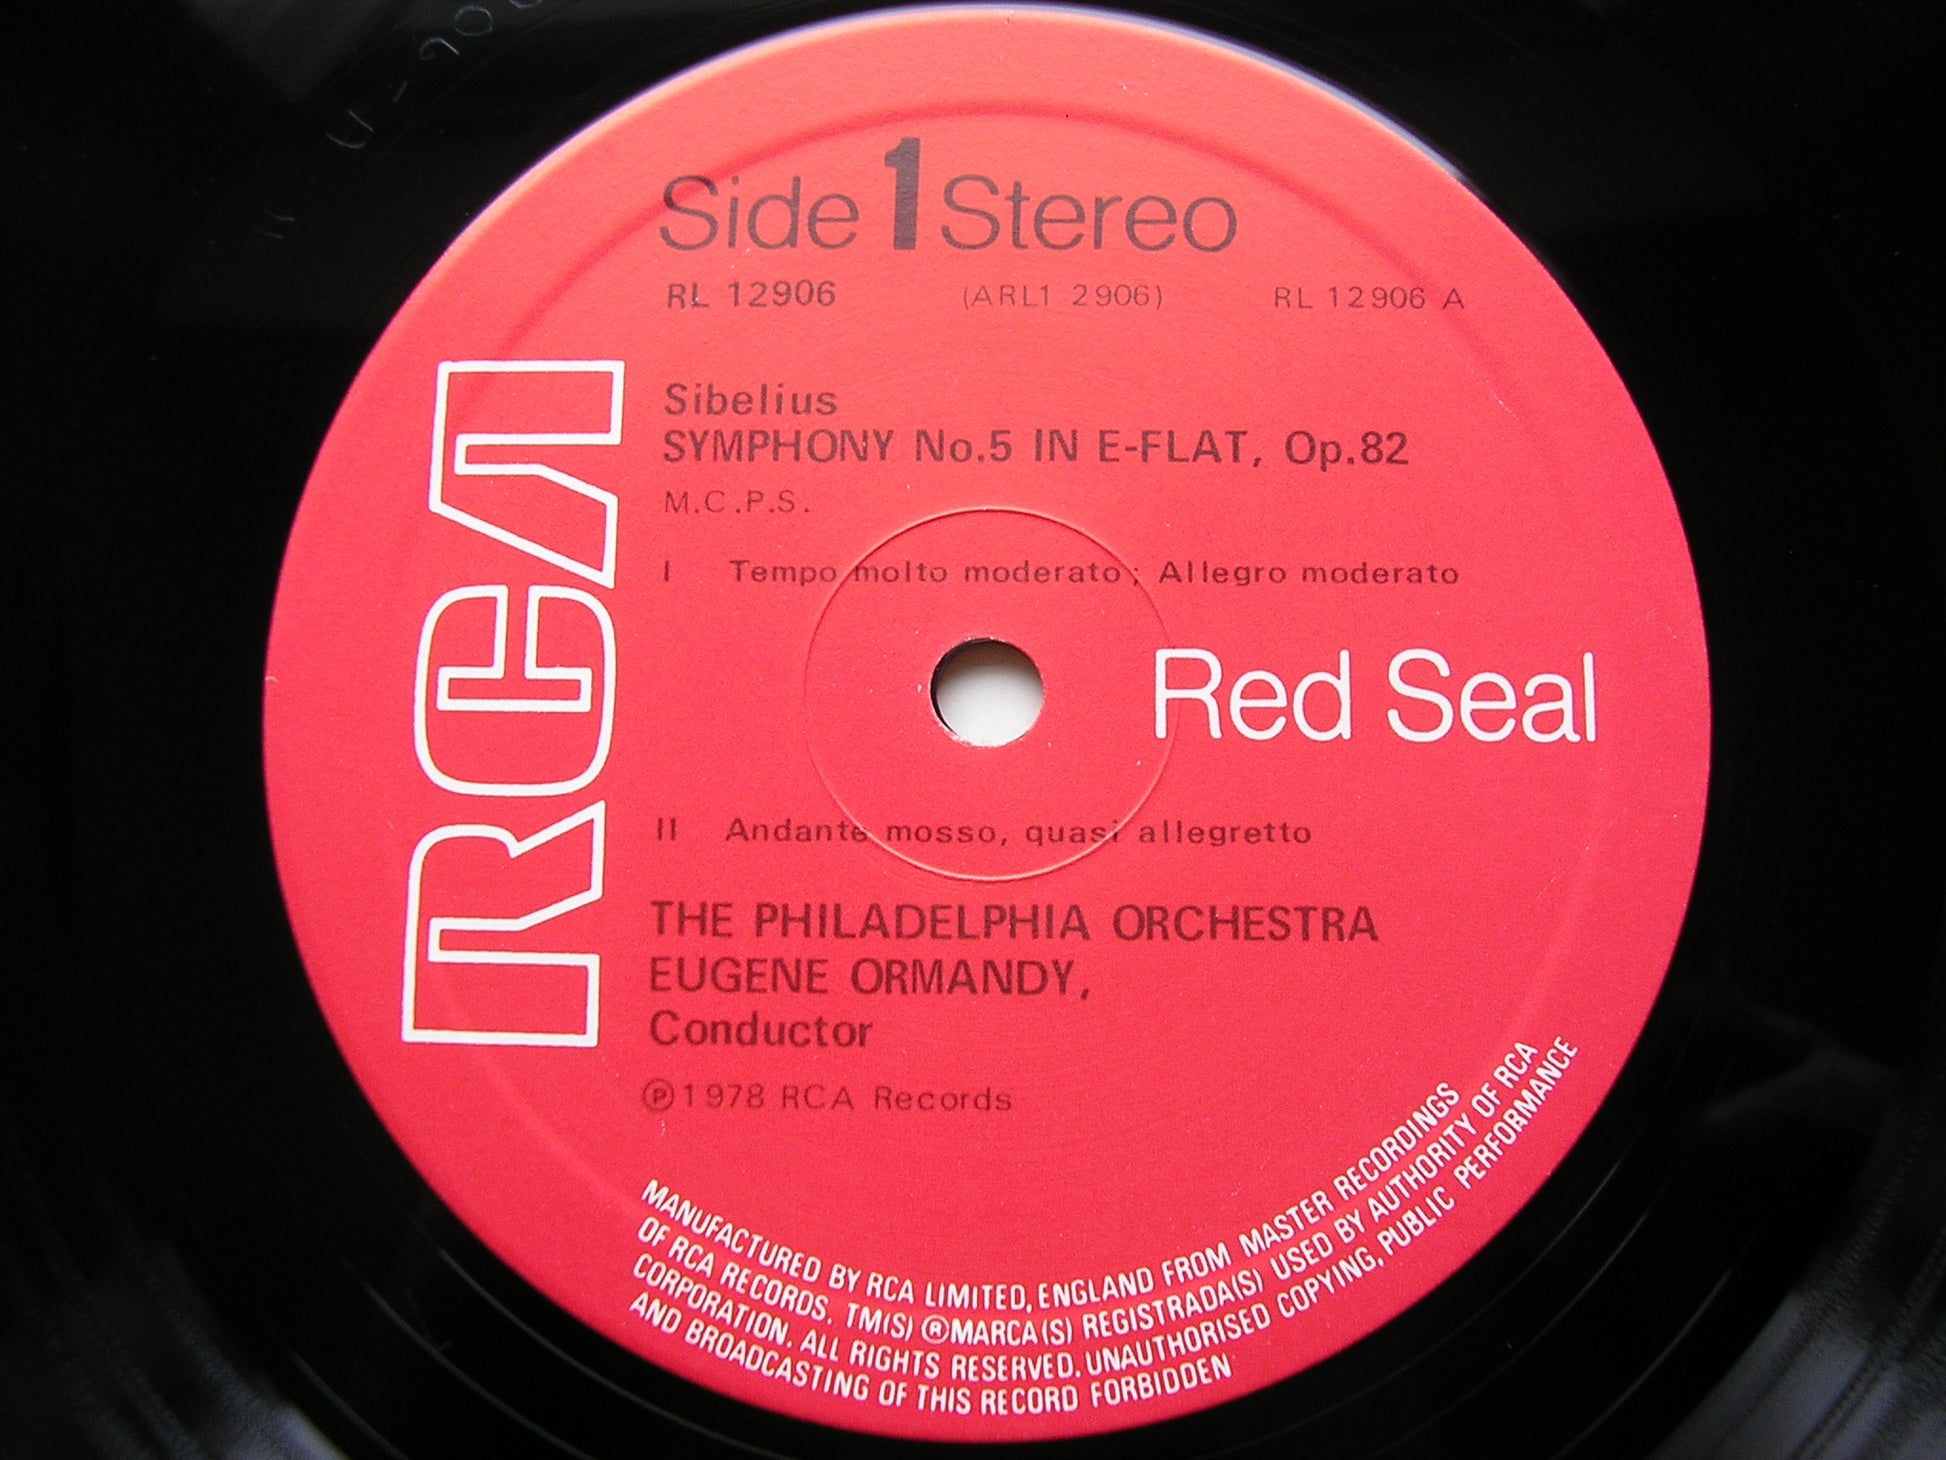 Side 1 Stereo
RL 12906 (ARL1 2906) RL 12906 A
Sibelius
SYMPHONY No.5 IN E-FLAT, Op.82
M.C.P.S.
I Tempo molto moderato; Allegro moderato
RCA
Red Seal
II Andante mosso, quasi allegretto
THE PHILADELPHIA ORCHESTRA
EUGENE ORMANDY,
Conductor
℗1978 RCA Records
MANUFACTURED BY RCA LIMITED, ENGLAND FROM MASTER RECORDINGS
OF RCA RECORDS. TM(S) ®MARCA(S) REGISTRADA(S) USED BY AUTHORITY OF RCA
CORPORATION. ALL RIGHTS RESERVED. UNAUTHORISED COPYING, PUBLIC PERFORMANCE
AND BROADCASTING OF THIS RECORD FORBIDDEN